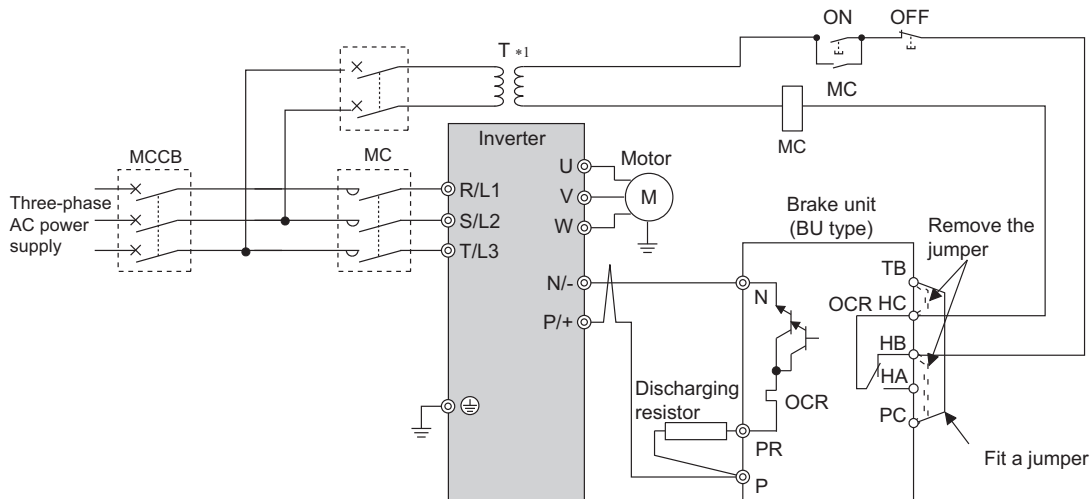 ON
OFF
T *1
MC
MC
Inverter
MCCB
MC
U
Motor
R/L1
V
M
Three-phase
AC power
supply
S/L2
W
T/L3
Brake unit
(BU type)
Remove the
jumper
TB
N/-
N
OCR
HC
P/+
HB
HA
Discharging
resistor
OCR
PC
PR
Fit a jumper
P